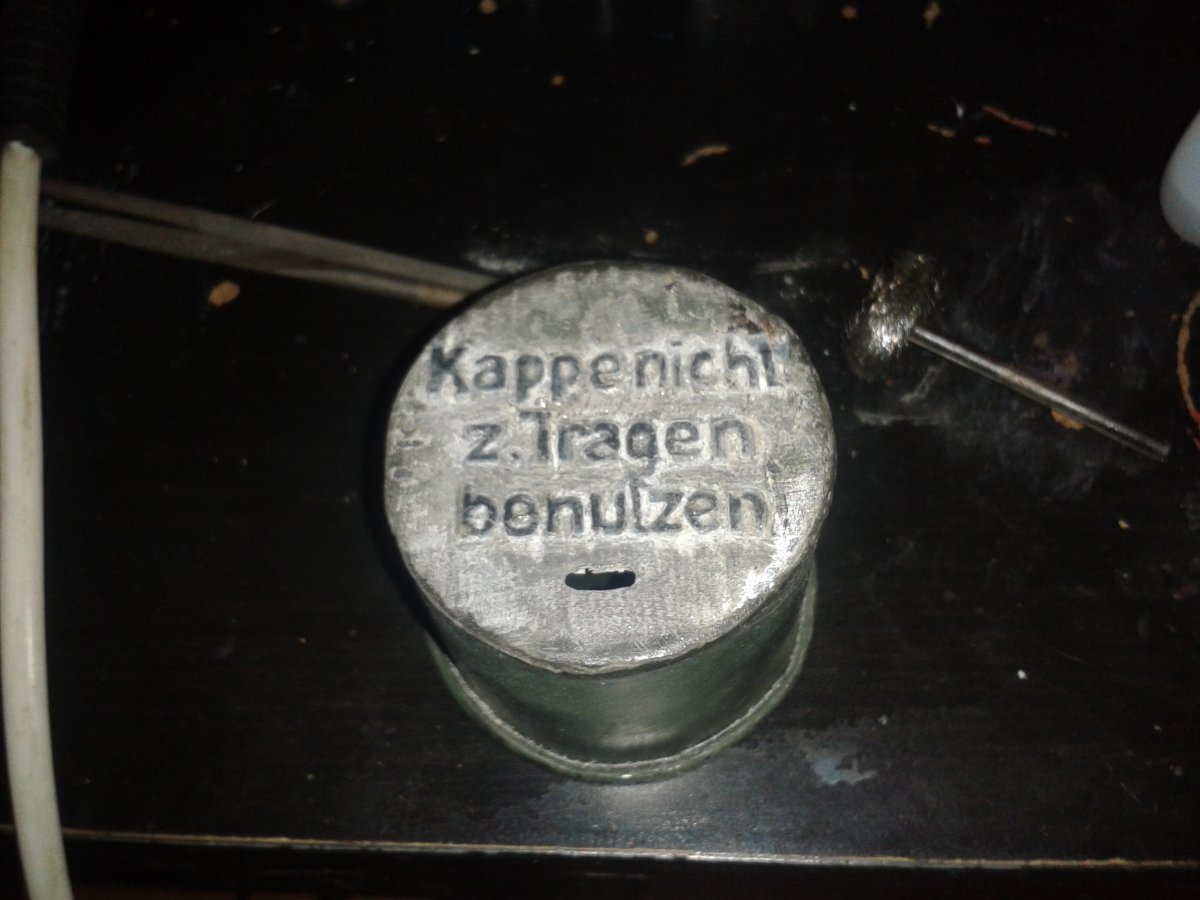 Kappe nicht
z. Tragen
benutzen